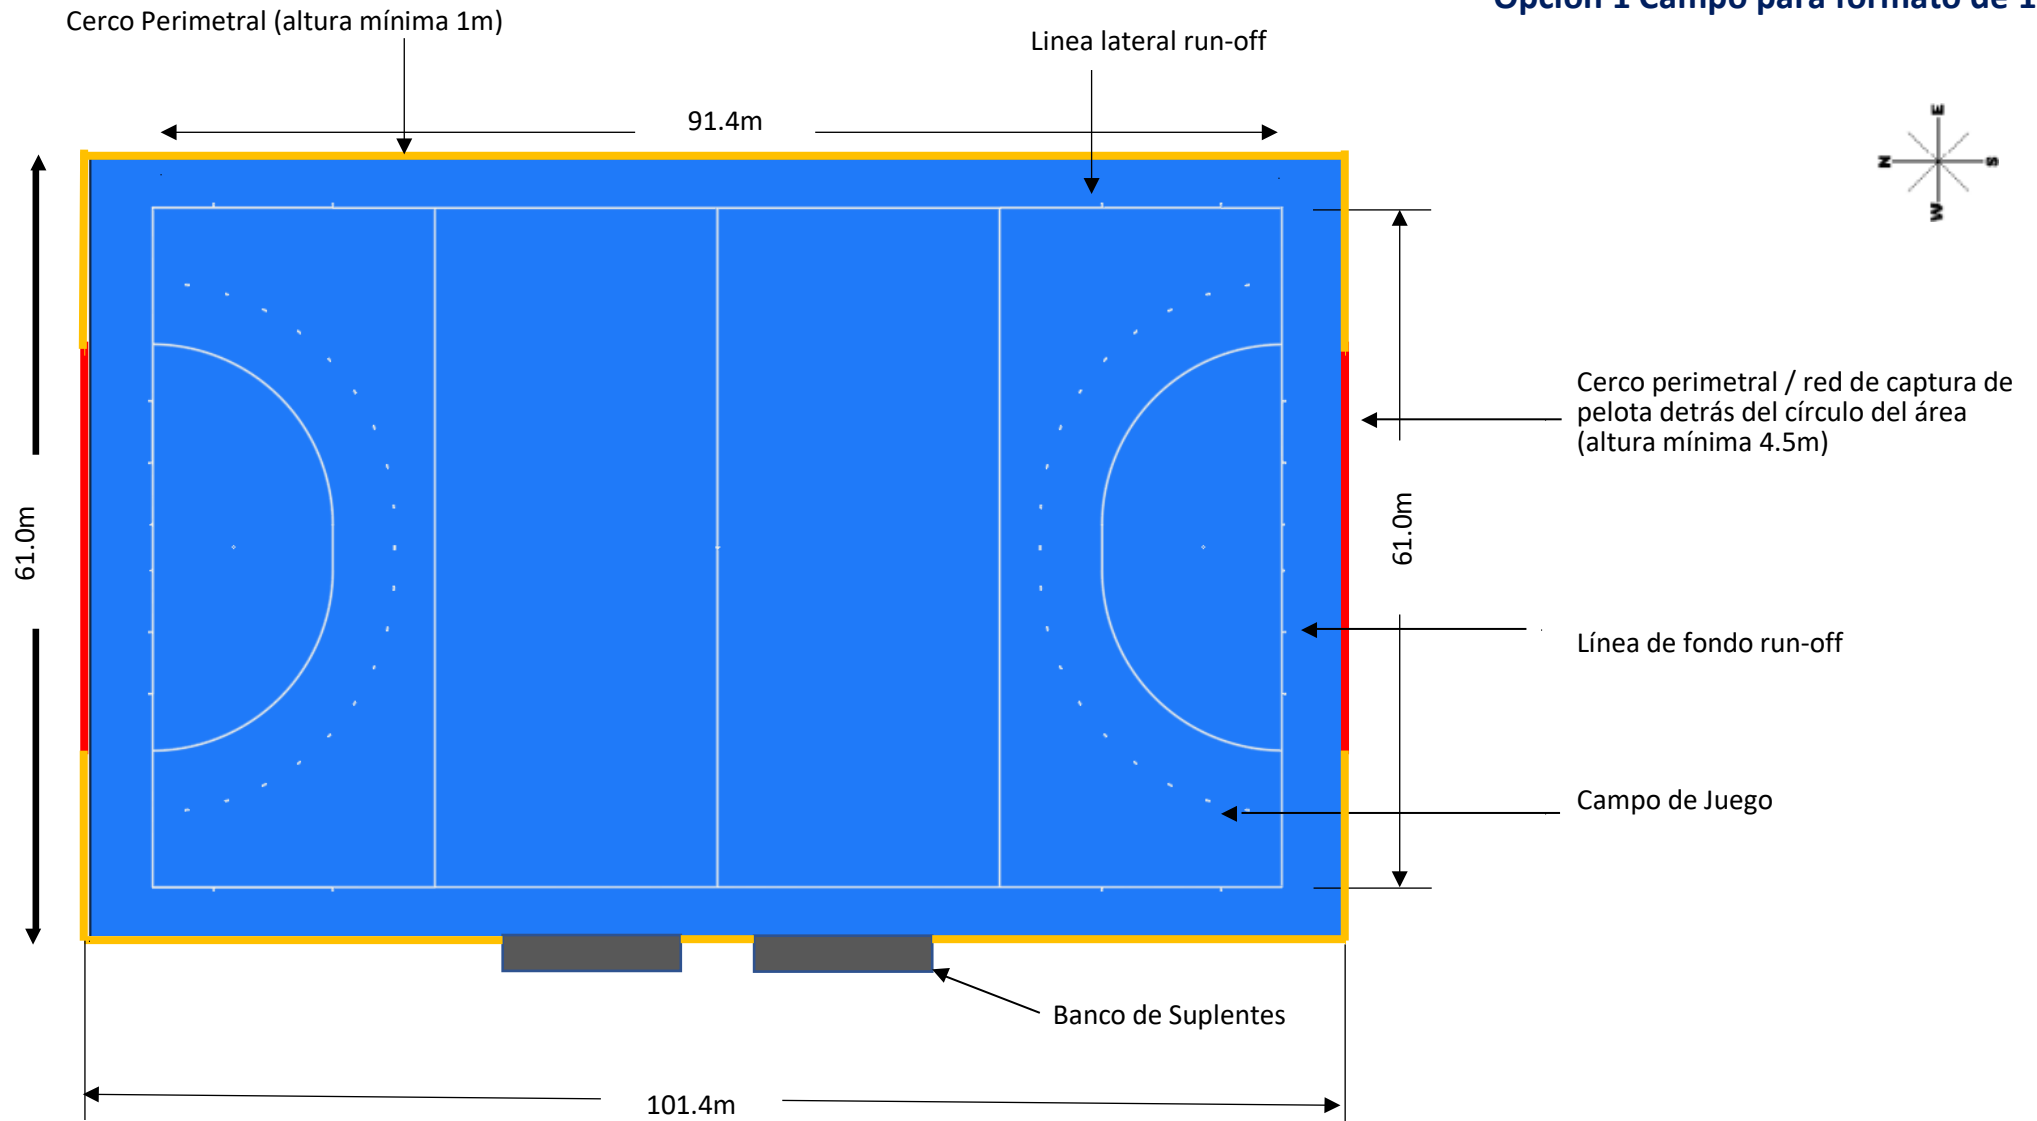 Opción 1 Campo para formato de 1
Cerco Perimetral (altura mínima 1m)
Linea lateral run-off
91.4m
E
N
S
W
Cerco perimetral / red de captura de
pelota detrás del círculo del área
(altura mínima 4.5m)
61.0m
61.0m
Línea de fondo run-off
Campo de Juego
Banco de Suplentes
101.4m